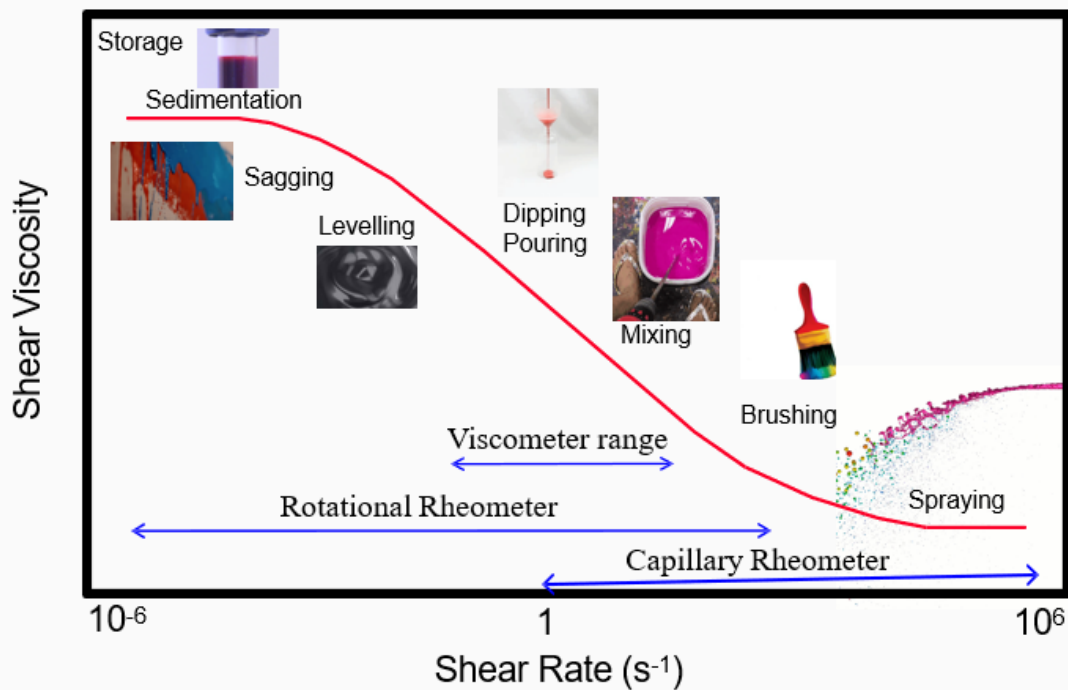 Storage
Sedimentation
Sagging
Levelling
Dipping
Pouring
Mixing
Brushing
Spraying
Viscometer range
Rotational Rheometer
Capillary Rheometer
Shear Viscosity
10⁻⁶
1
10⁶
Shear Rate (s⁻¹)